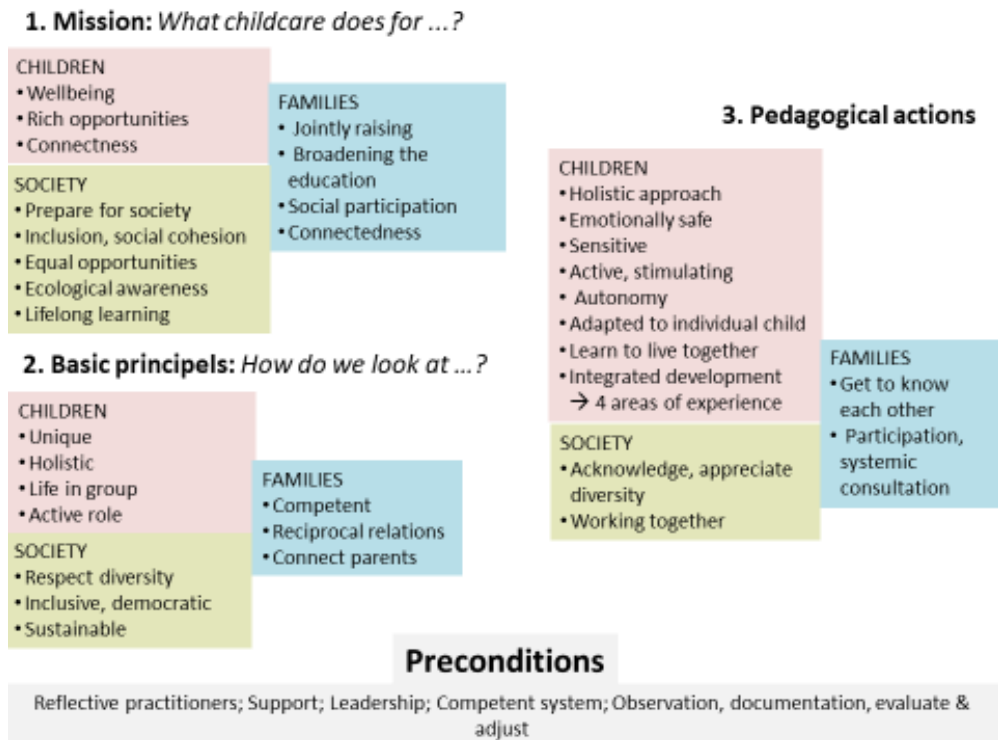 1. Mission: What childcare does for ...?
CHILDREN
• Wellbeing
• Rich opportunities
• Connectness
FAMILIES
• Jointly raising
• Broadening the
education
• Social participation
• Connectedness
SOCIETY
• Prepare for society
• Inclusion, social cohesion
• Equal opportunities
• Ecological awareness
• Lifelong learning
2. Basic principels: How do we look at ...?
CHILDREN
• Unique
• Holistic
• Life in group
• Active role
FAMILIES
• Competent
• Reciprocal relations
• Connect parents
SOCIETY
• Respect diversity
• Inclusive, democratic
• Sustainable
3. Pedagogical actions
CHILDREN
• Holistic approach
• Emotionally safe
• Sensitive
• Active, stimulating
• Autonomy
• Adapted to individual child
• Learn to live together
• Integrated development
→ 4 areas of experience
FAMILIES
• Get to know
each other
• Participation,
systemic
consultation
SOCIETY
• Acknowledge, appreciate
diversity
• Working together
Preconditions
Reflective practitioners; Support; Leadership; Competent system; Observation, documentation, evaluate &
adjust